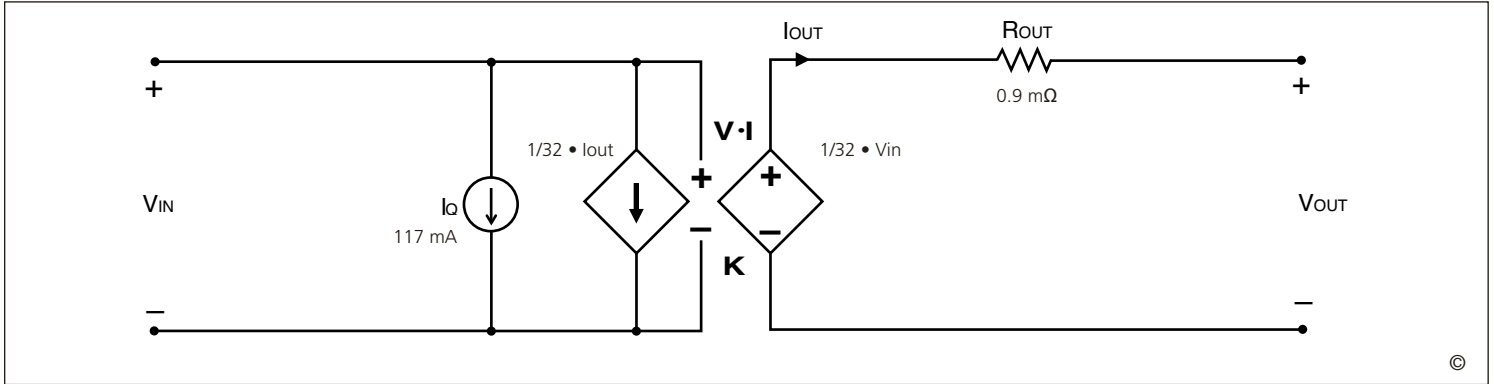 IOUT
ROUT
+
+
0.9 mΩ
V•I
1/32 • Iout
1/32 • Vin
+
+
VIN
IQ
VOUT
117 mA
–
–
K
–
–
©